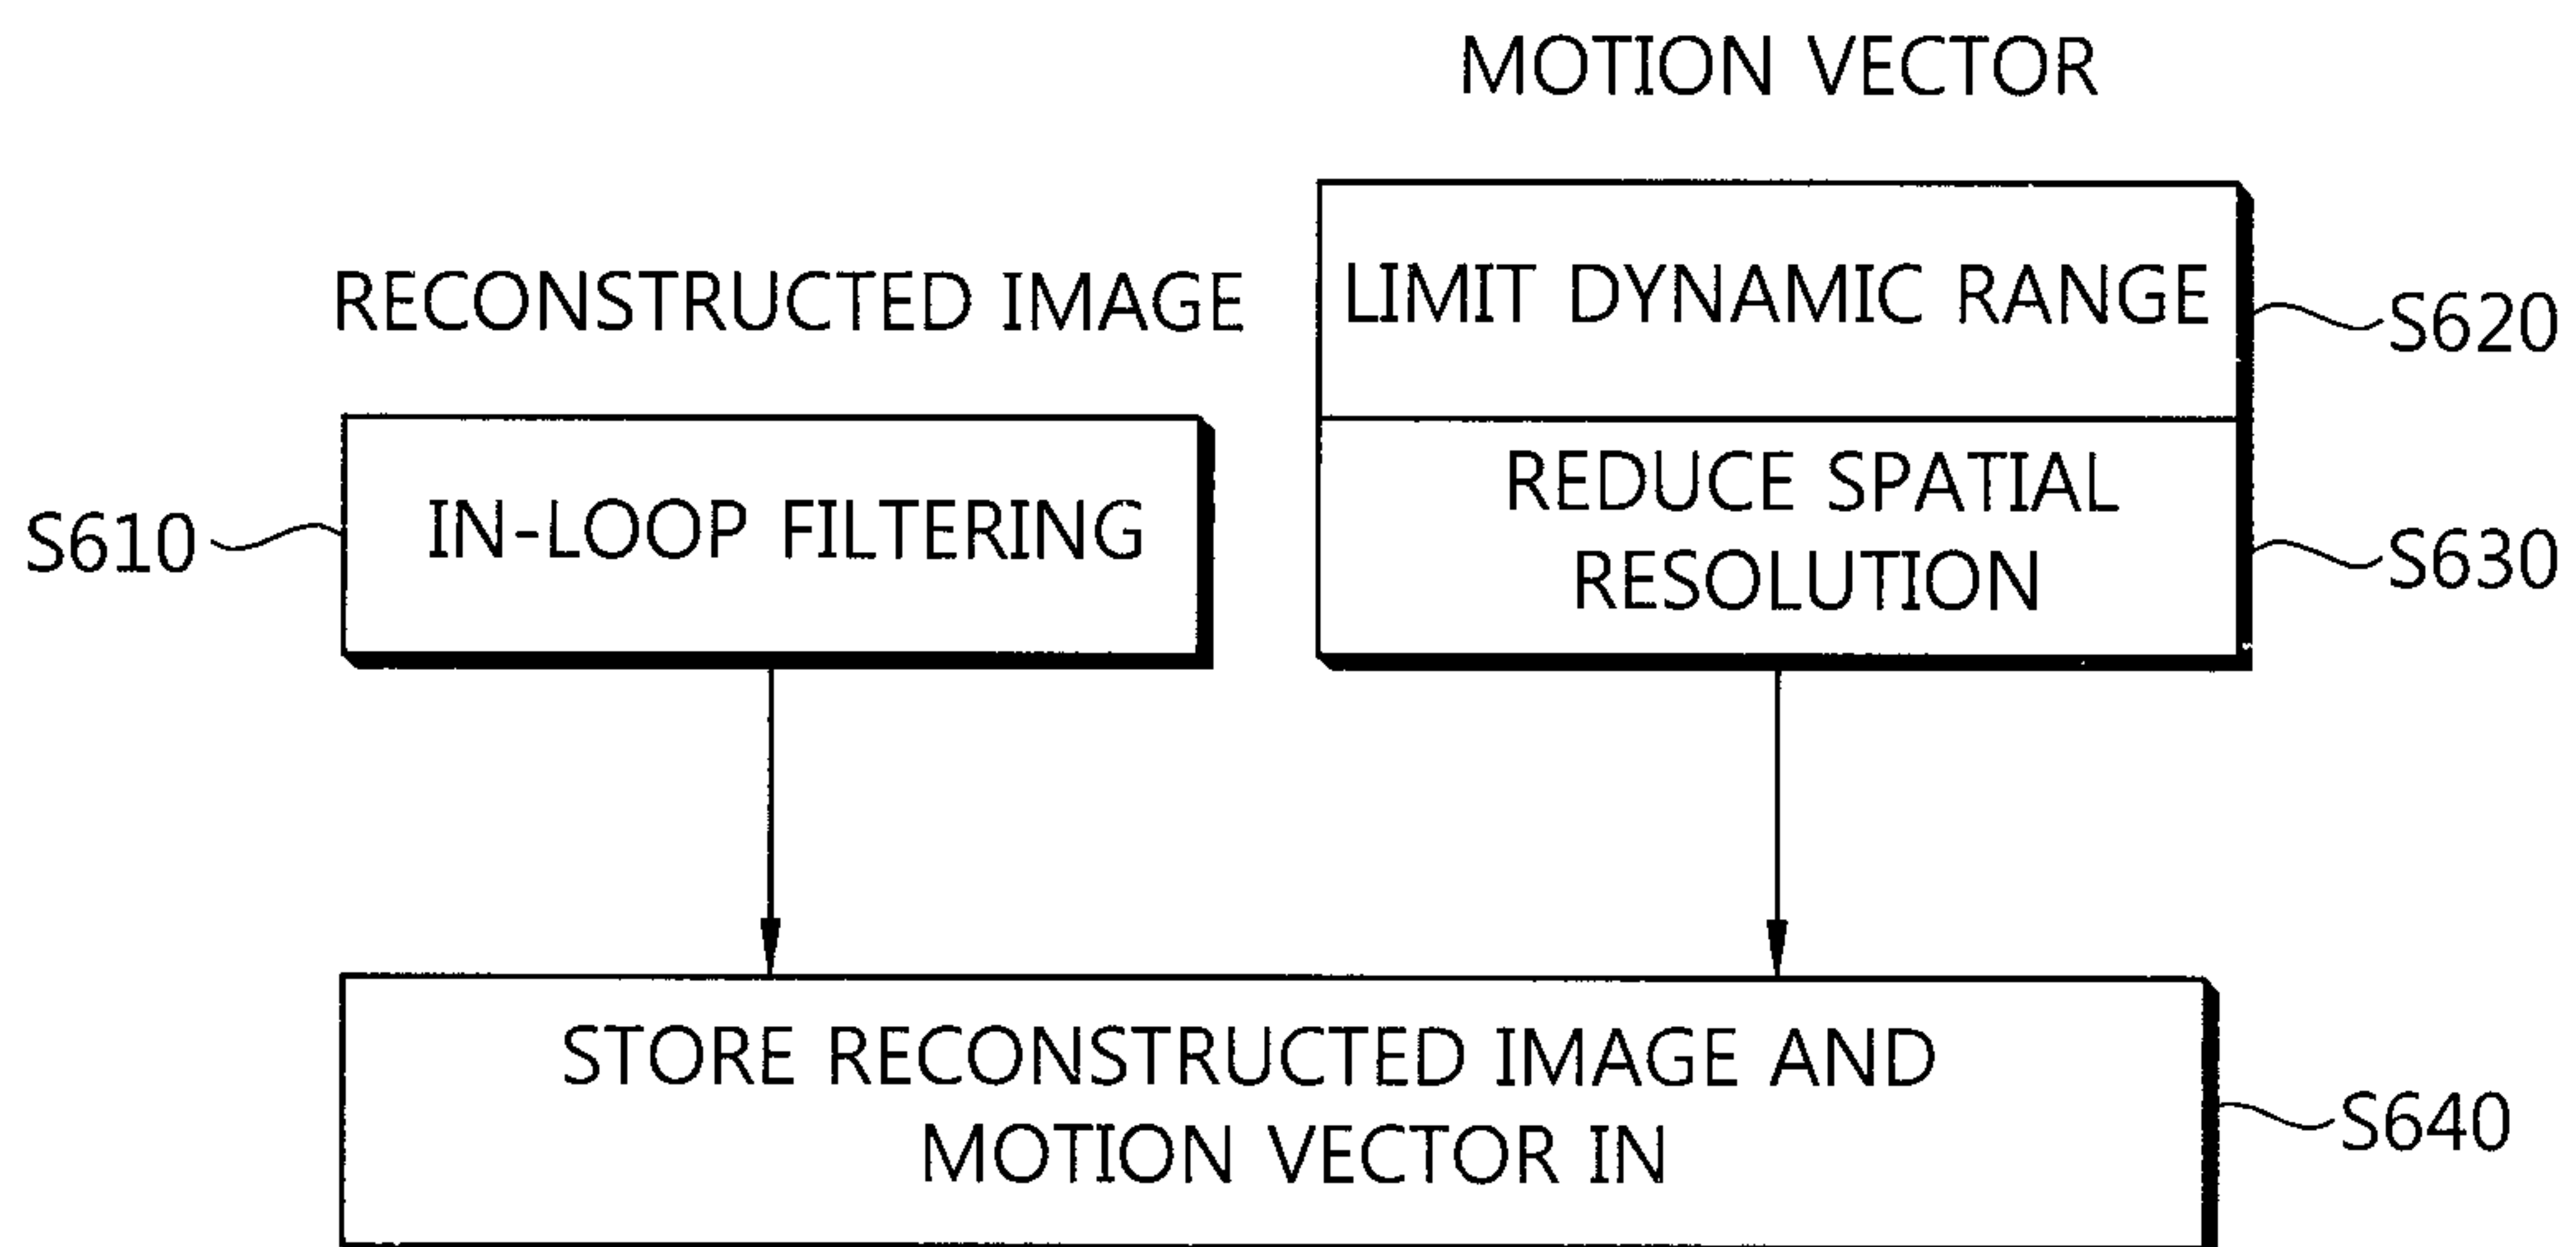 MOTION VECTOR
LIMIT DYNAMIC RANGE
S620
RECONSTRUCTED IMAGE
S610
IN-LOOP FILTERING
REDUCE SPATIAL
RESOLUTION
S630
STORE RECONSTRUCTED IMAGE AND
MOTION VECTOR IN
S640